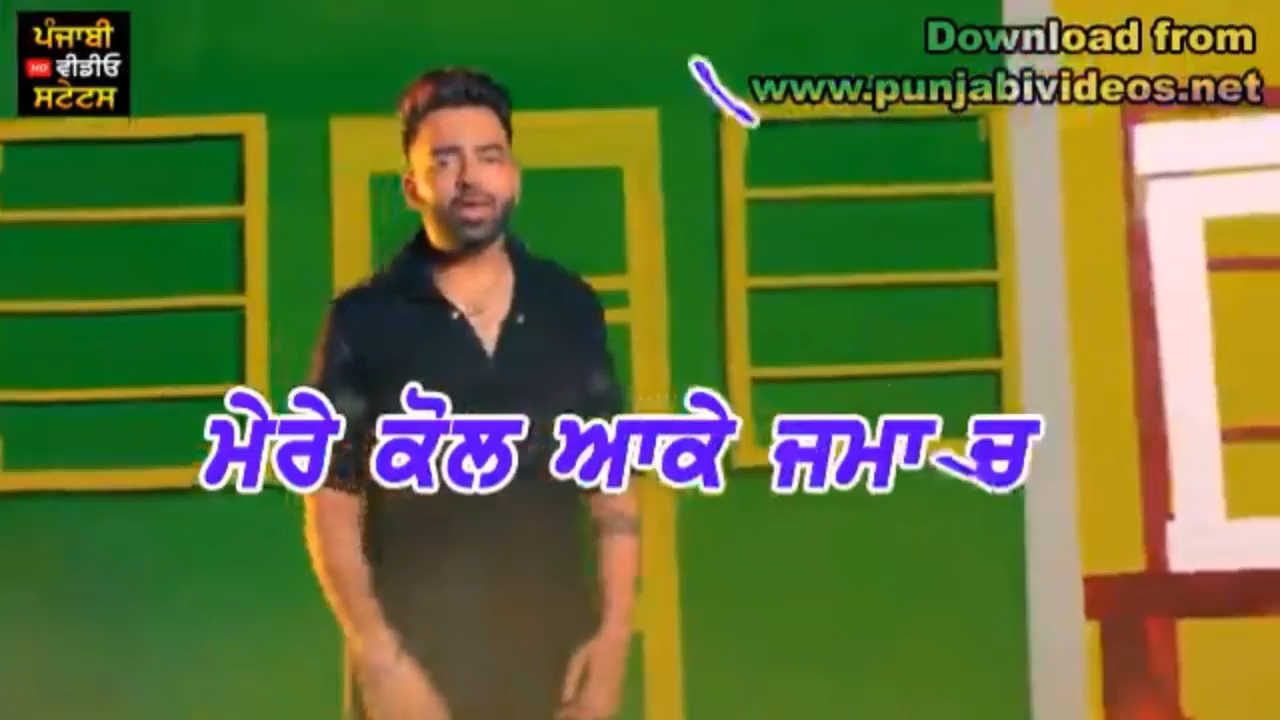 ਪੰਜਾਬੀ
HD ਵੀਡੀਓ
ਸਟੇਟਸ
Download from
www.punjabivideos.net
ਮੇਰੇ ਕੋਲ ਆਕੇ ਜਮਾ ਚ